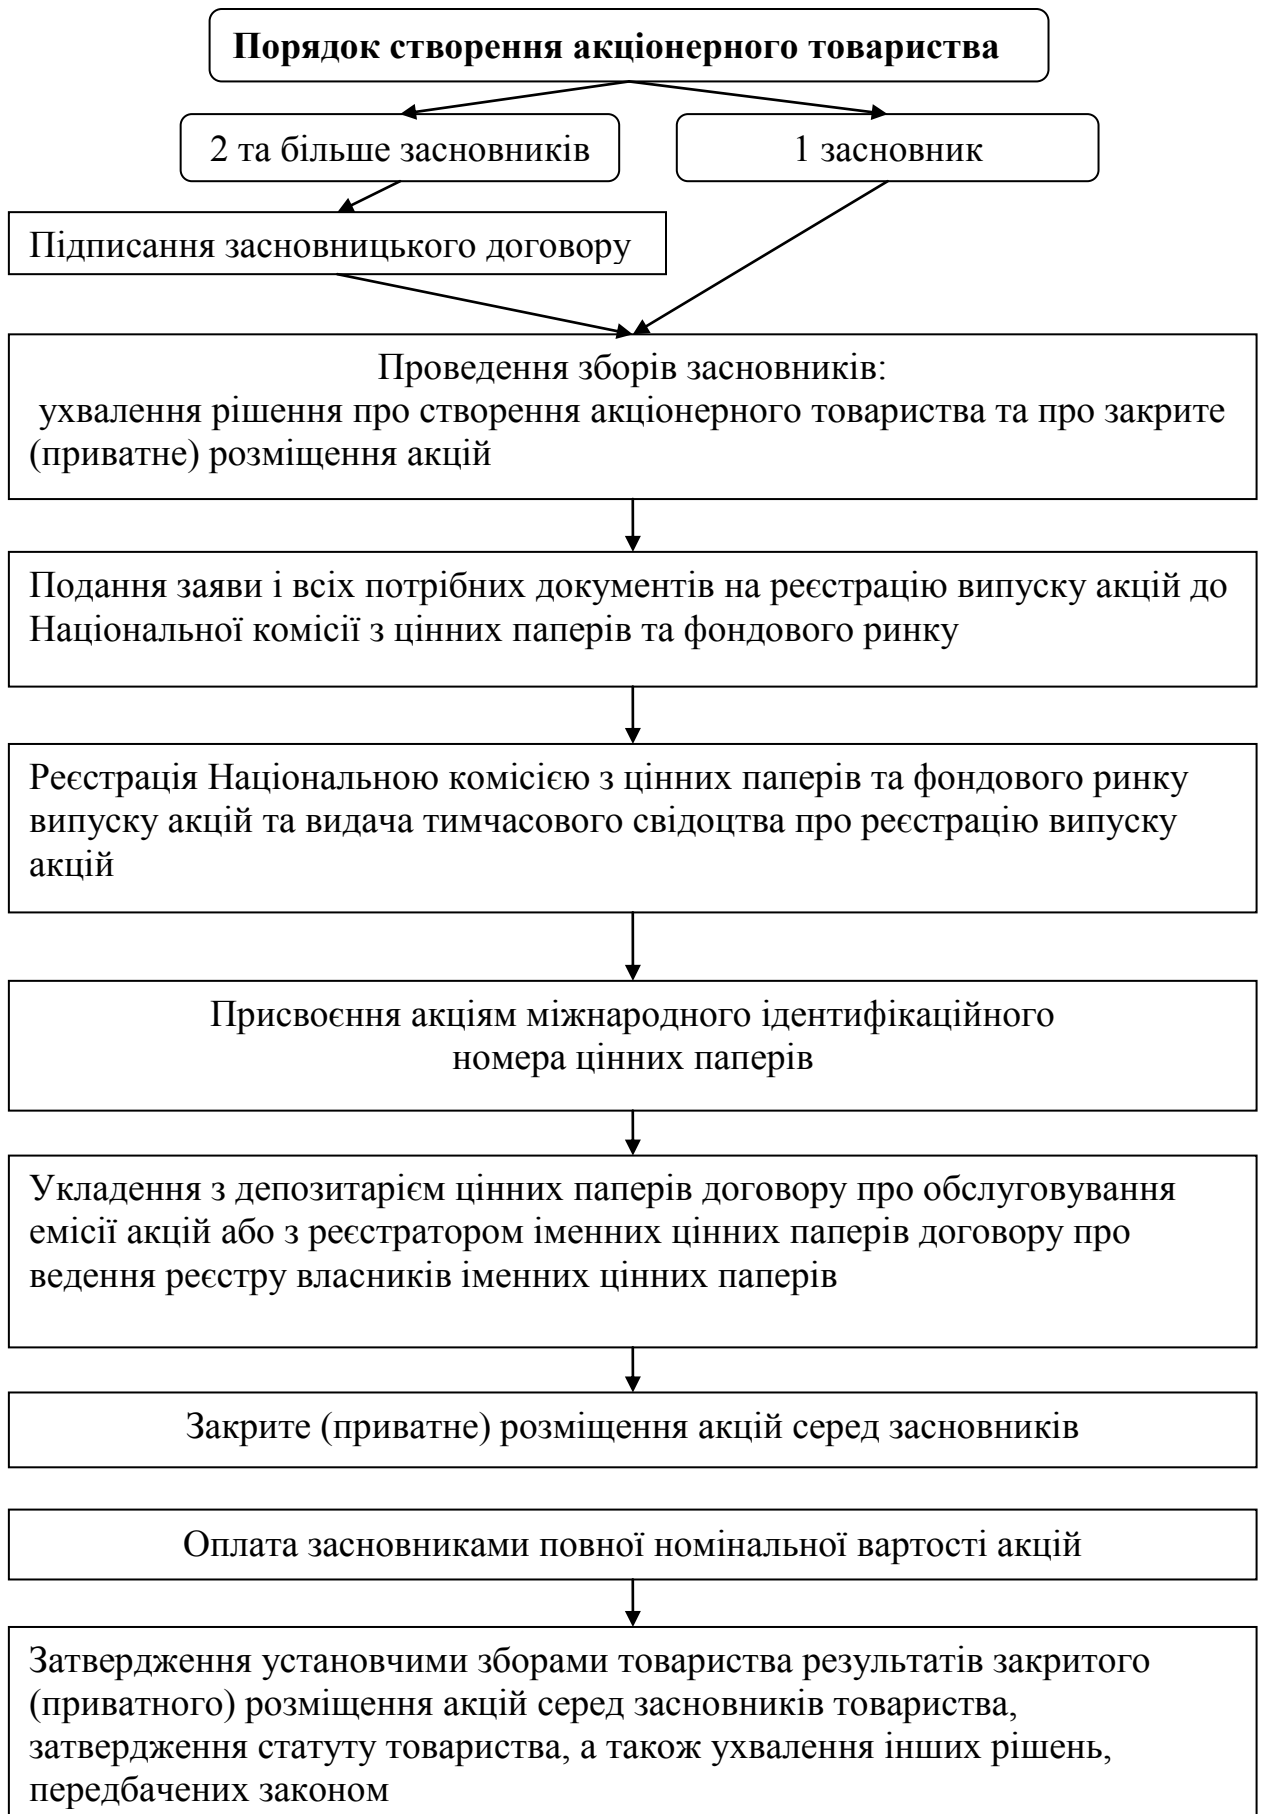 Порядок створення акціонерного товариства
2 та більше засновників
1 засновник
Підписання засновницького договору
Проведення зборів засновників:
ухвалення рішення про створення акціонерного товариства та про закрите
(приватне) розміщення акцій
Подання заяви і всіх потрібних документів на реєстрацію випуску акцій до
Національної комісії з цінних паперів та фондового ринку
Реєстрація Національною комісією з цінних паперів та фондового ринку
випуску акцій та видача тимчасового свідоцтва про реєстрацію випуску
акцій
Присвоєння акціям міжнародного ідентифікаційного
номера цінних паперів
Укладення з депозитарієм цінних паперів договору про обслуговування
емісії акцій або з реєстратором іменних цінних паперів договору про
ведення реєстру власників іменних цінних паперів
Закрите (приватне) розміщення акцій серед засновників
Оплата засновниками повної номінальної вартості акцій
Затвердження установчими зборами товариства результатів закритого
(приватного) розміщення акцій серед засновників товариства,
затвердження статуту товариства, а також ухвалення інших рішень,
передбачених законом